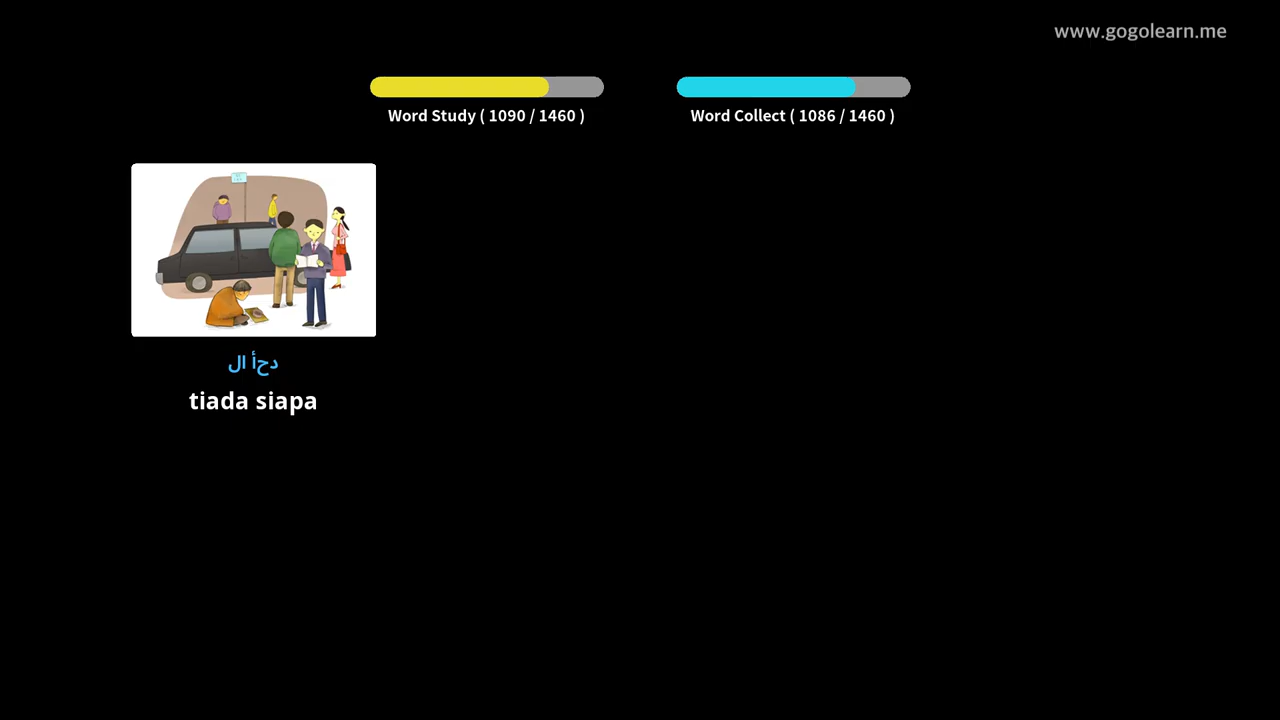 www.gogolearn.me
Word Study ( 1090 / 1460 )
Word Collect ( 1086 / 1460 )
دحأ ال
tiada siapa